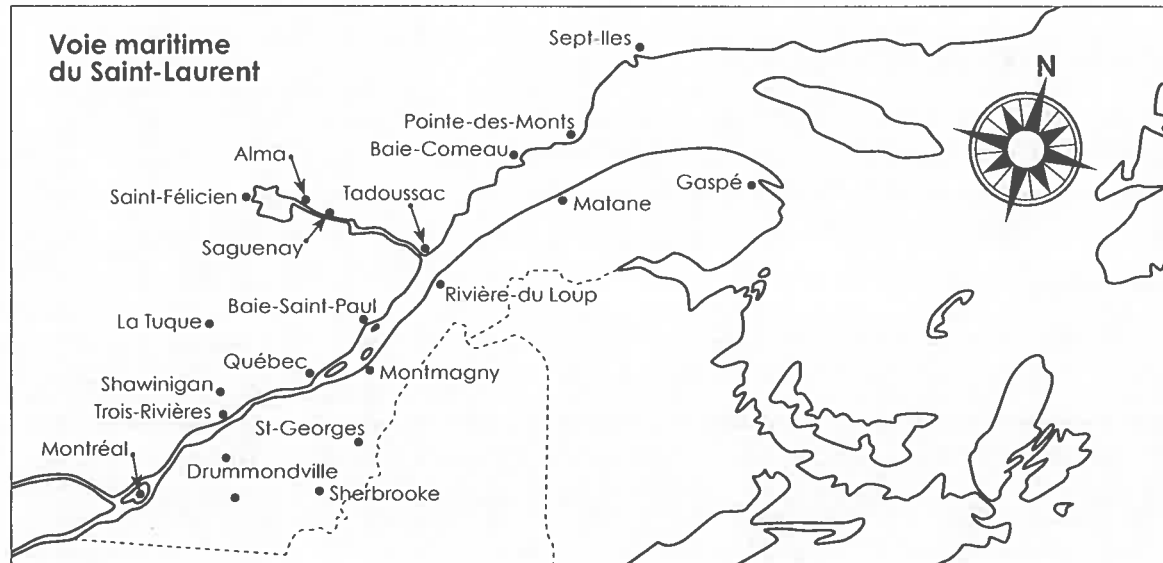 Voie maritime
du Saint-Laurent
Sept-Iles
N
Pointe-des-Monts
Baie-Comeau
Alma
Saint-Félicien
Tadoussac
Gaspé
Matane
Saguenay
Rivière-du Loup
Baie-Saint-Paul
La Tuque
Québec
Montmagny
Shawinigan
Trois-Rivières
St-Georges
Montréal
Drummondville
Sherbrooke